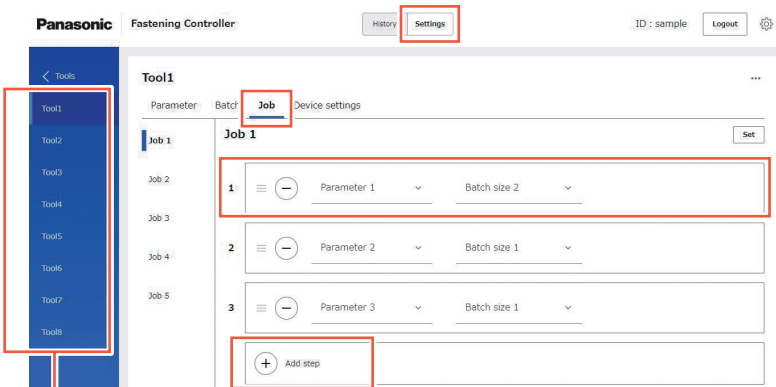 Panasonic Fastening Controller History Settings ID : sample Logout
Tools
Tool1
Tool2
Tool3
Tool4
Tool5
Tool6
Tool7
Tool8
Tool1
Parameter Batch Job Device settings
Job 1
Job 2
Job 3
Job 4
Job 5
Job 1 Set
1 Parameter 1 Batch size 2
2 Parameter 2 Batch size 1
3 Parameter 3 Batch size 1
Add step